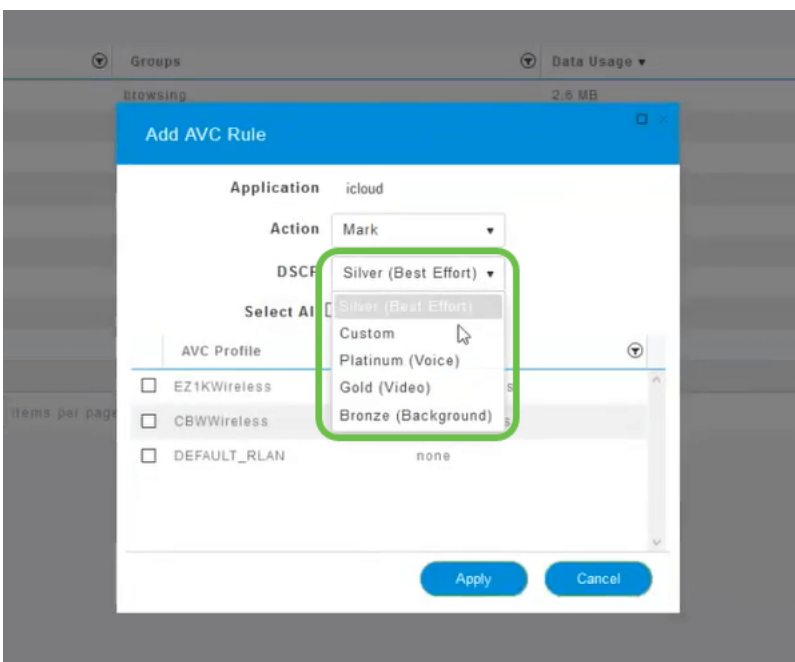 Groups Data Usage
browsing 2.6 MB
Add AVC Rule
Application icloud
Action Mark
DSCP Silver (Best Effort)
Select Al
Silver (Best Effort)
Custom
Platinum (Voice)
Gold (Video)
Bronze (Background)
AVC Profile
EZ1KWireless s
CBWWireless s
DEFAULT_RLAN none
items per page
Apply Cancel